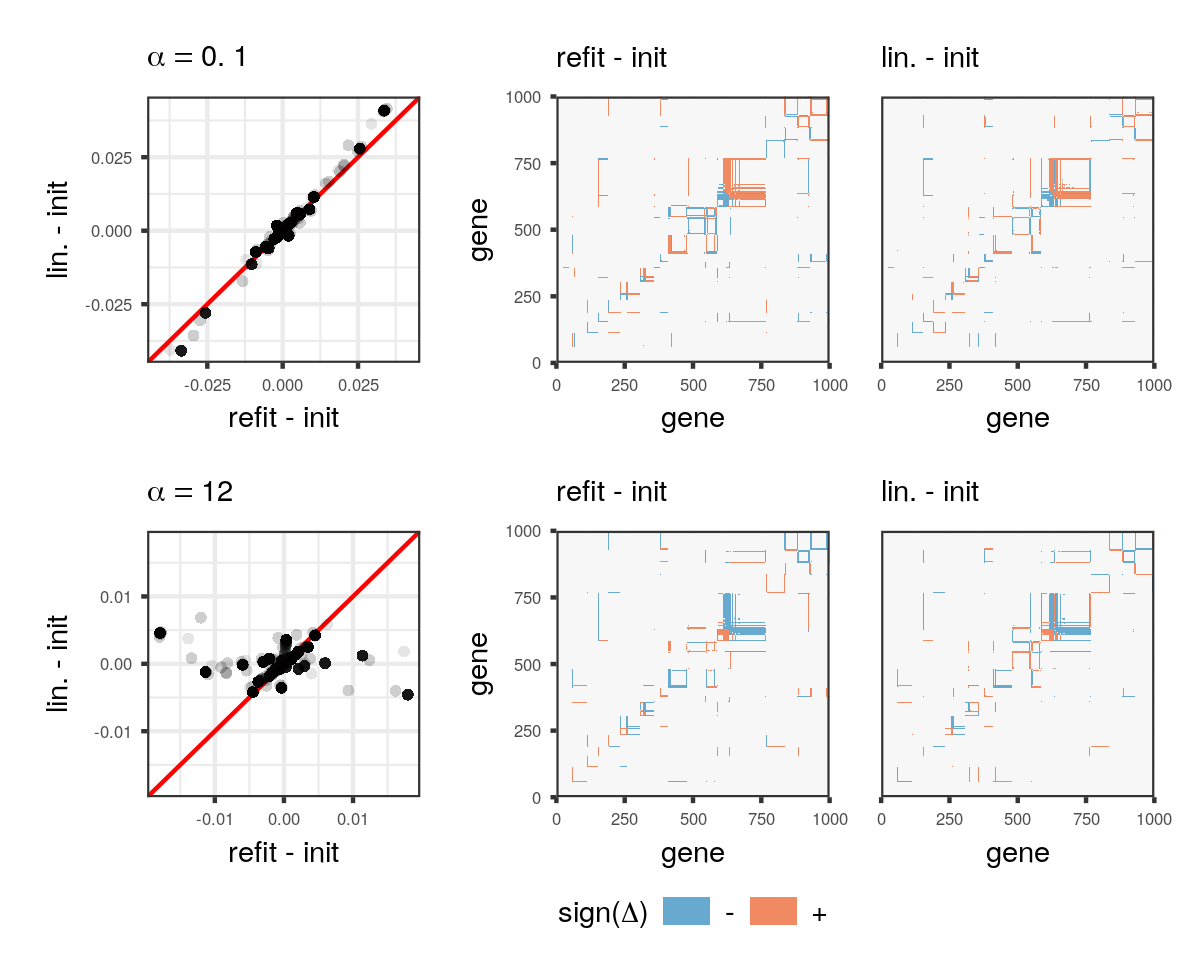 α = 0. 1
refit - init
lin. - init
lin. - init
0.025
0.000
-0.025
-0.025 0.000 0.025
refit - init
gene
1000
750
500
250
0
0 250 500 750 1000
gene
0 250 500 750 1000
gene
α = 12
refit - init
lin. - init
lin. - init
0.01
0.00
-0.01
-0.01 0.00 0.01
refit - init
gene
1000
750
500
250
0
0 250 500 750 1000
gene
0 250 500 750 1000
gene
sign(Δ) - +